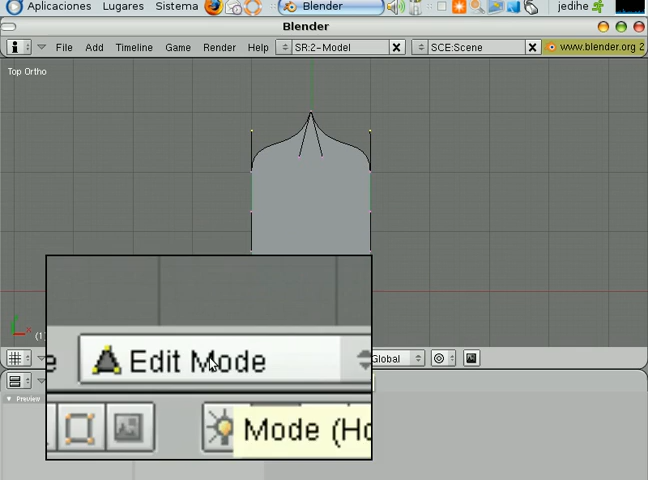 Aplicaciones Lugares Sistema Blender jedihe
Blender
File Add Timeline Game Render Help SR:2-Model SCE:Scene www.blender.org 2
Top Ortho
(1
e Edit Mode Global
Preview
Mode (Ho